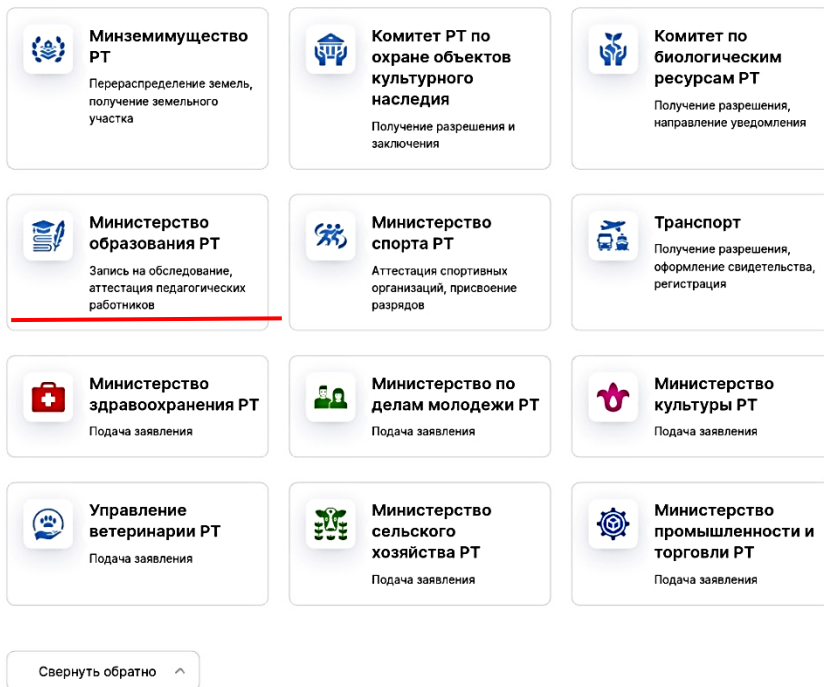 Минземимущество
РТ
Перераспределение земель,
получение земельного
участка
Комитет РТ по
охране объектов
культурного
наследия
Получение разрешения и
заключения
Комитет по
биологическим
ресурсам РТ
Получение разрешения,
направление уведомления
Министерство
образования РТ
Запись на обследование,
аттестация педагогических
работников
Министерство
спорта РТ
Аттестация спортивных
организаций, присвоение
разрядов
Транспорт
Получение разрешения,
оформление свидетельства,
регистрация
Министерство
здравоохранения РТ
Подача заявления
Министерство по
делам молодежи РТ
Подача заявления
Министерство
культуры РТ
Подача заявления
Управление
ветеринарии РТ
Подача заявления
Министерство
сельского
хозяйства РТ
Подача заявления
Министерство
промышленности и
торговли РТ
Подача заявления
Свернуть обратно